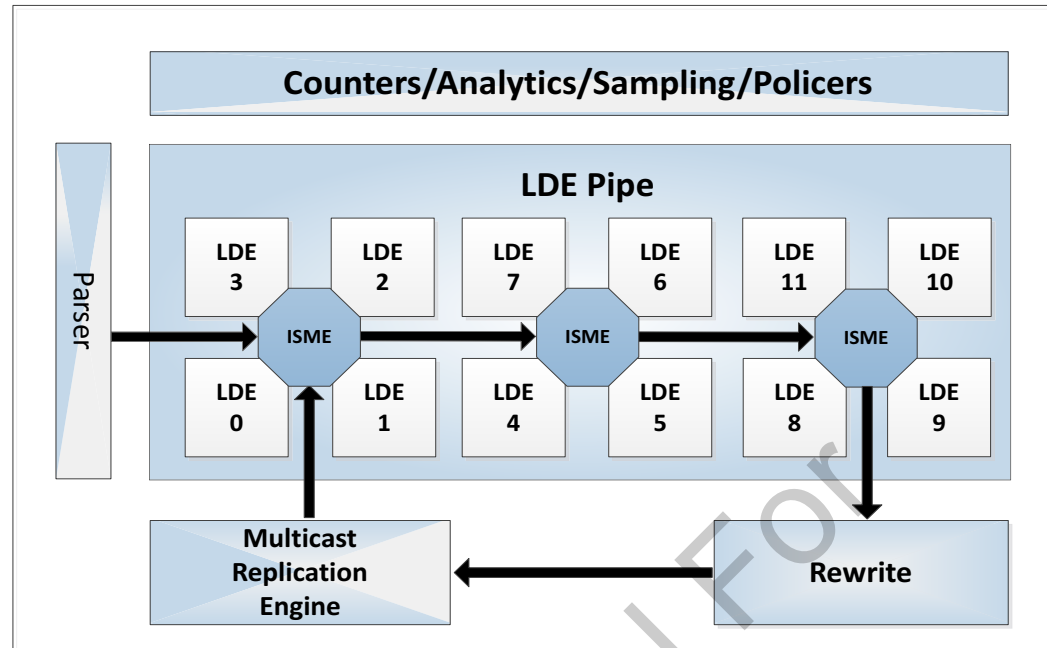 Counters/Analytics/Sampling/Policers
LDE Pipe
Parser
LDE
3
LDE
2
LDE
7
LDE
6
LDE
11
LDE
10
ISME
ISME
ISME
LDE
0
LDE
1
LDE
4
LDE
5
LDE
8
LDE
9
Multicast
Replication
Engine
Rewrite
For